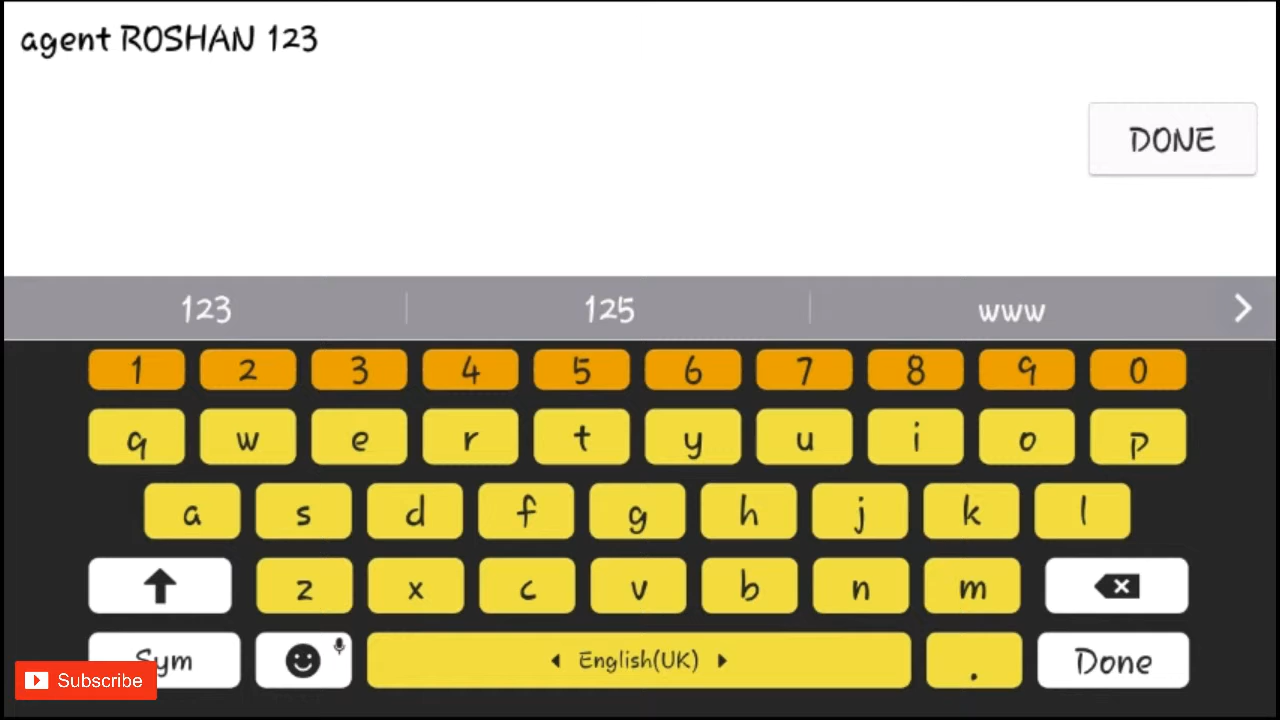 agent ROSHAN 123
DONE
123 125 www
1 2 3 4 5 6 7 8 9 0
q w e r t y u i o p
a s d f g h j k l
z x c v b n m
Sym English(UK) . Done
Subscribe